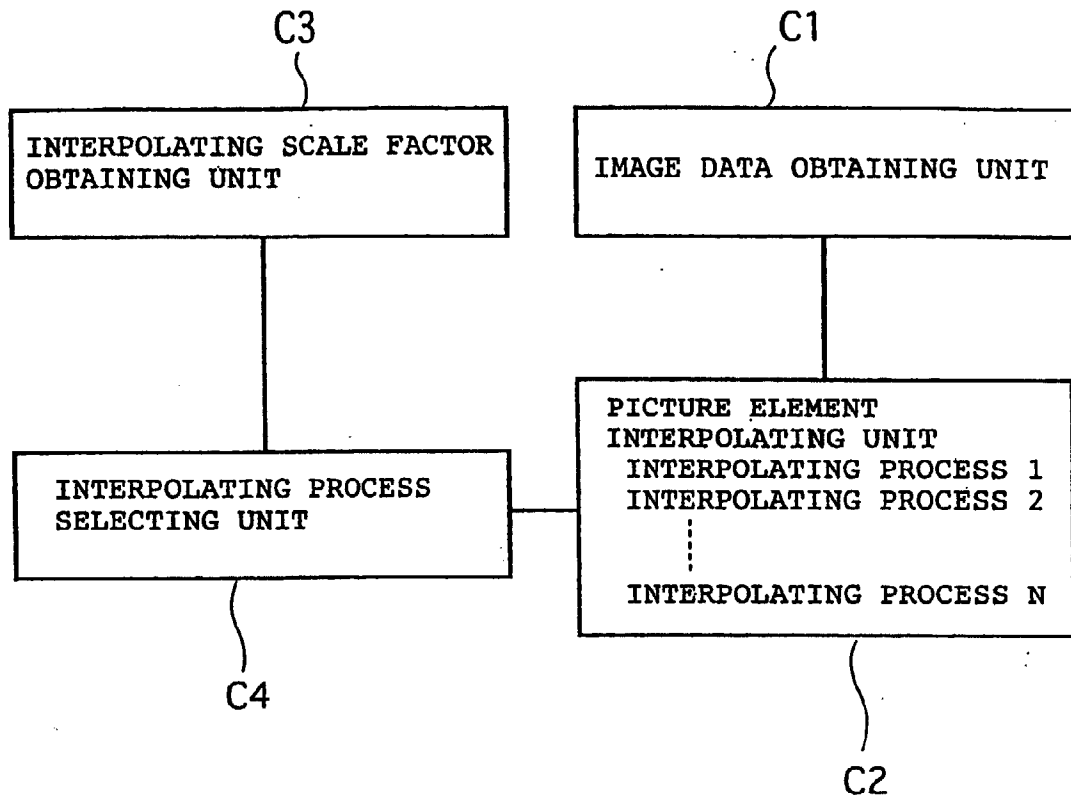 C3
C1
INTERPOLATING SCALE FACTOR
OBTAINING UNIT
IMAGE DATA OBTAINING UNIT
PICTURE ELEMENT
INTERPOLATING UNIT
INTERPOLATING PROCESS 1
INTERPOLATING PROCESS 2
INTERPOLATING PROCESS N
INTERPOLATING PROCESS
SELECTING UNIT
C4
C2